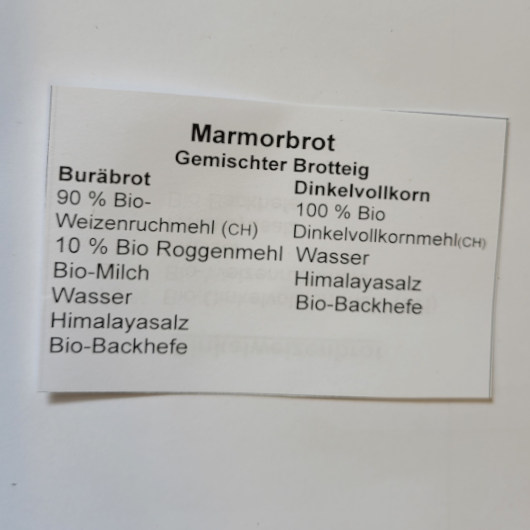 Marmorbrot
Gemischter Brotteig
Buräbrot
90 % Bio-
Weizenruchmehl (CH)
10 % Bio Roggenmehl
Bio-Milch
Wasser
Himalayasalz
Bio-Backhefe
Dinkelvollkorn
100 % Bio
Dinkelvollkornmehl(CH)
Wasser
Himalayasalz
Bio-Backhefe